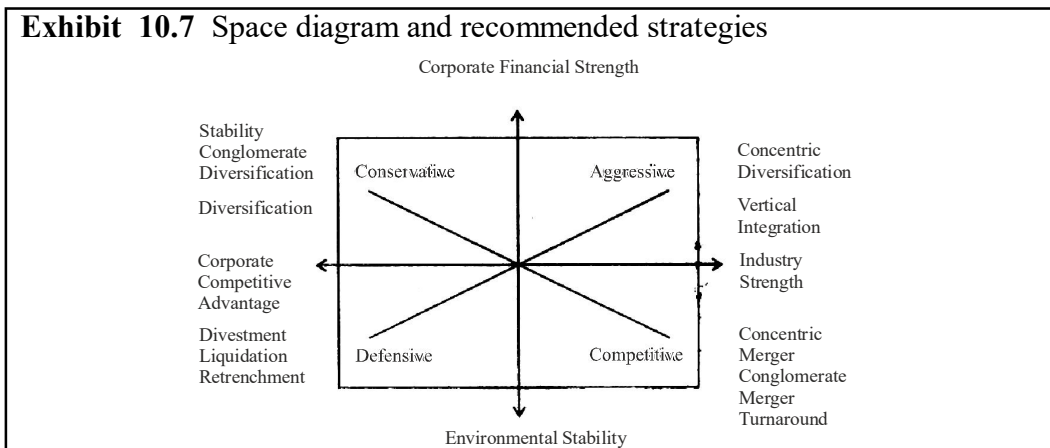 Exhibit 10.7 Space diagram and recommended strategies
Corporate Financial Strength
Stability
Conglomerate
Diversification
Diversification
Conservative
Aggressive
Concentric
Diversification
Vertical
Integration
Corporate
Competitive
Advantage
Industry
Strength
Divestment
Liquidation
Retrenchment
Defensive
Competitive
Concentric
Merger
Conglomerate
Merger
Turnaround
Environmental Stability